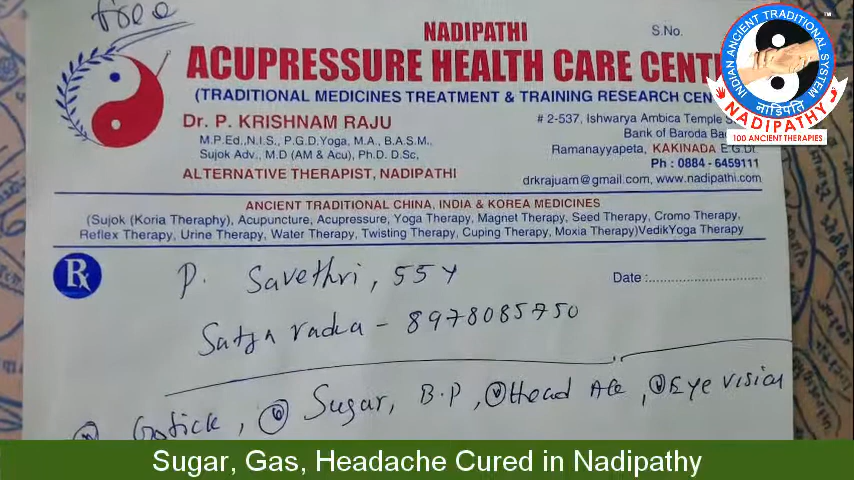 free
NADIPATHI
S.No.
ACUPRESSURE HEALTH CARE CENT
(TRADITIONAL MEDICINES TREATMENT & TRAINING RESEARCH CEN
Dr. P. KRISHNAM RAJU
M.P.Ed.,N.I.S., P.G.D.Yoga, M.A., B.A.S.M.,
Sujok Adv., M.D (AM & Acu), Ph.D. D.Sc,
ALTERNATIVE THERAPIST, NADIPATHI
# 2-537, Ishwarya Ambica Temple S
Bank of Baroda Ba
Ramanayyapeta, KAKINADA E.G.Dt.
Ph : 0884 - 6459111
drkrajuam@gmail.com, www.nadipathi.com
INDIAN ANCIENT TRADITIONAL SYSTEM
TM
नाडिपति
NADIPATHY
100 ANCIENT THERAPIES
ANCIENT TRADITIONAL CHINA, INDIA & KOREA MEDICINES
(Sujok (Koria Theraphy), Acupuncture, Acupressure, Yoga Therapy, Magnet Therapy, Seed Therapy, Cromo Therapy,
Reflex Therapy, Urine Therapy, Water Therapy, Twisting Therapy, Cuping Therapy, Moxia Therapy)VedikYoga Therapy
Rx
P. Savethri, 55Y
Date :
Satya - 8978085750
Gastick, Sugar, B.P, Head Ace, Eye vision
Sugar, Gas, Headache Cured in Nadipathy